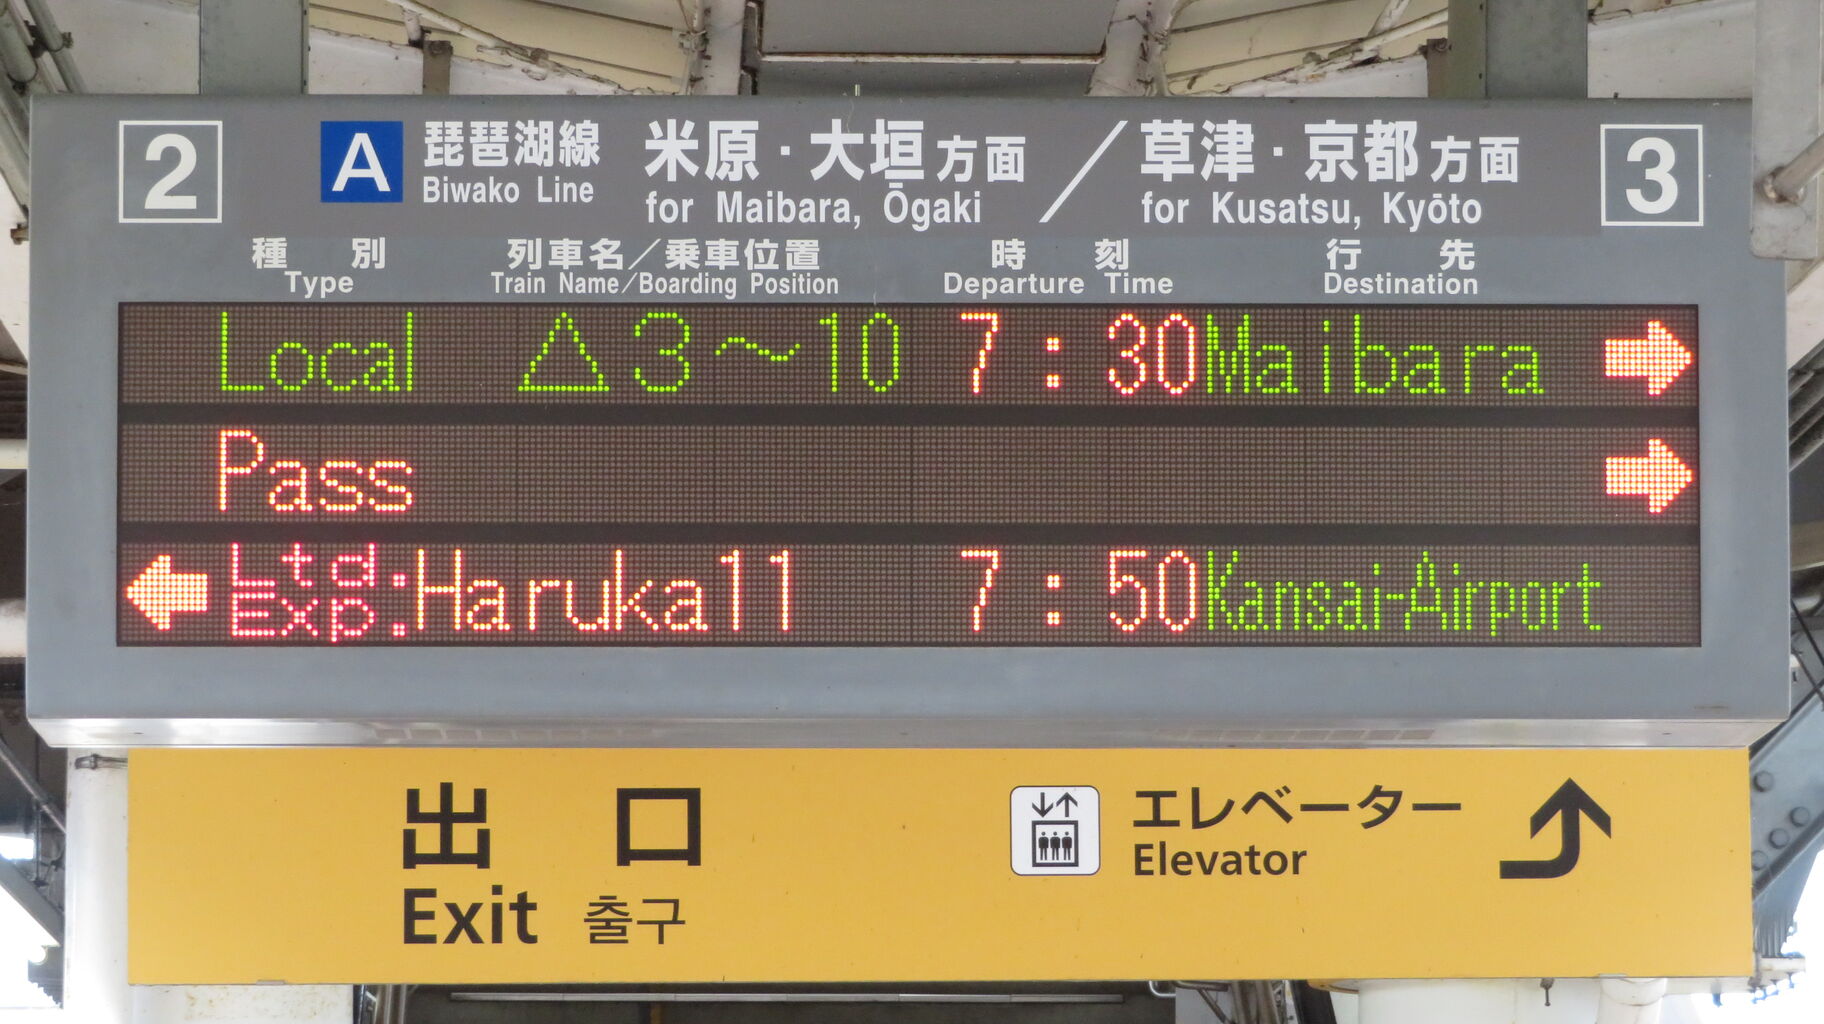 2 A 琵琶湖線 米原・大垣方面／草津・京都方面 3
Biwako Line for Maibara, Ōgaki for Kusatsu, Kyōto
種別 列車名／乗車位置 時刻 行先
Type Train Name/Boarding Position Departure Time Destination
Local △3～10 7:30 Maibara →
Pass →
← Ltd. Exp. Haruka11 7:50 Kansai-Airport
出口 エレベーター
Exit 출구 Elevator